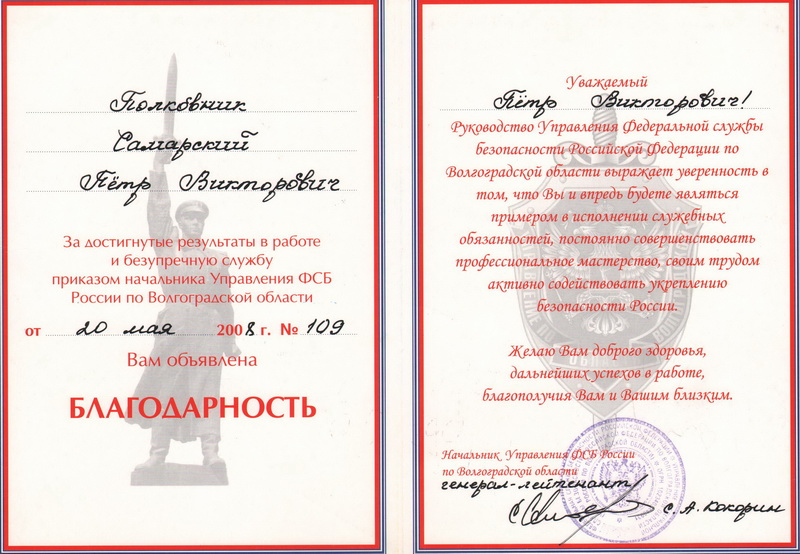 Полковник
Самарский
Пётр Викторович
За достигнутые результаты в работе
и безупречную службу
приказом начальника Управления ФСБ
России по Волгоградской области
от 20 мая 2008 г. № 109
Вам объявлена
БЛАГОДАРНОСТЬ
Уважаемый
Пётр Викторович!
Руководство Управления Федеральной службы
безопасности Российской Федерации по
Волгоградской области выражает уверенность в
том, что Вы и впредь будете являться
примером в исполнении служебных
обязанностей, постоянно совершенствовать
профессиональное мастерство, своим трудом
активно содействовать укреплению
безопасности России.
Желаю Вам доброго здоровья,
дальнейших успехов в работе,
благополучия Вам и Вашим близким.
Начальник Управления ФСБ России
по Волгоградской области
генерал-лейтенант
С. А. Кокорин